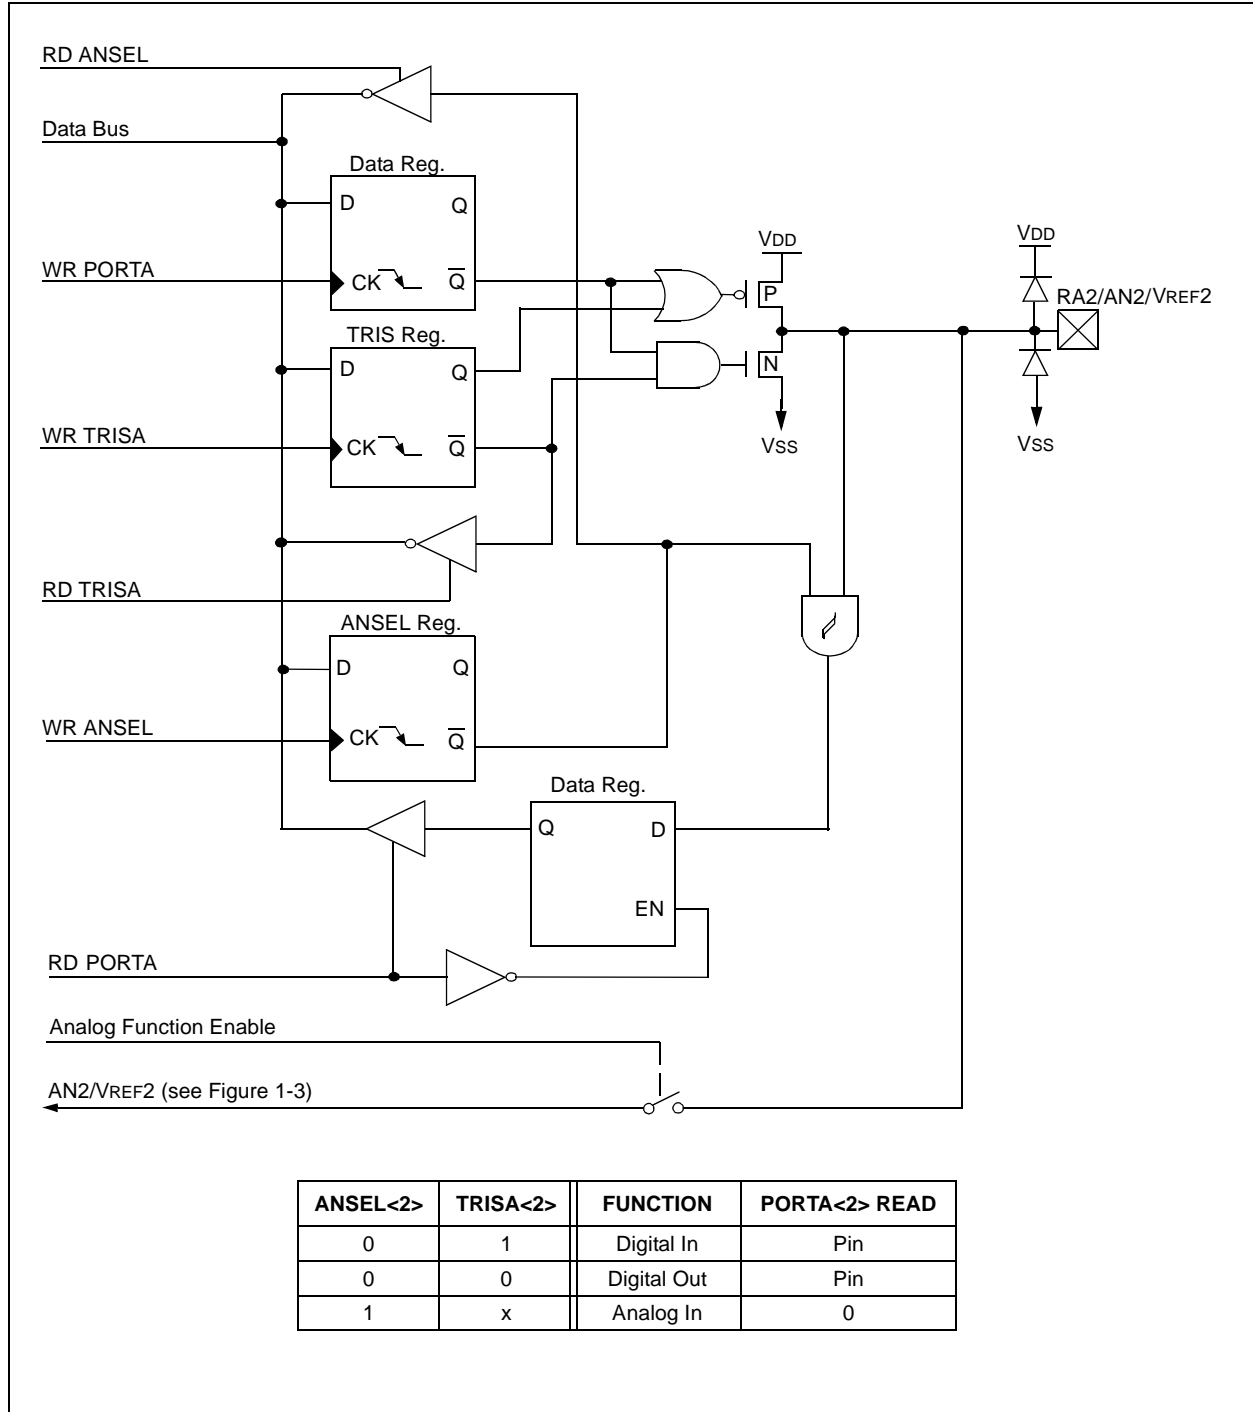 RD ANSEL
Data Bus
Data Reg.
D
Q
WR PORTA
CK
Q
VDD
P
VDD
RA2/AN2/VREF2
TRIS Reg.
D
Q
N
WR TRISA
CK
Q
VSS
VSS
RD TRISA
ANSEL Reg.
D
Q
WR ANSEL
CK
Q
Data Reg.
Q
D
EN
RD PORTA
Analog Function Enable
AN2/VREF2 (see Figure 1-3)
ANSEL<2> TRISA<2> FUNCTION PORTA<2> READ
0 1 Digital In Pin
0 0 Digital Out Pin
1 x Analog In 0